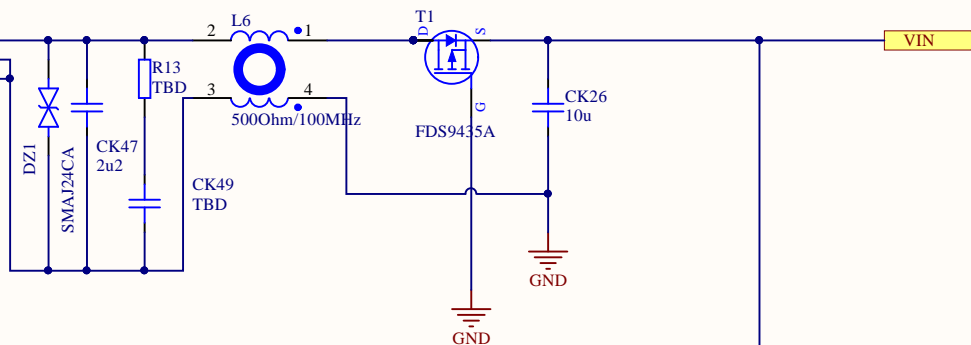 T1
L6
2
1
D
S
VIN
R13
TBD
3
4
G
CK26
10u
500Ohm/100MHz
FDS9435A
DZ1
SMAJ24CA
CK47
2u2
CK49
TBD
GND
GND